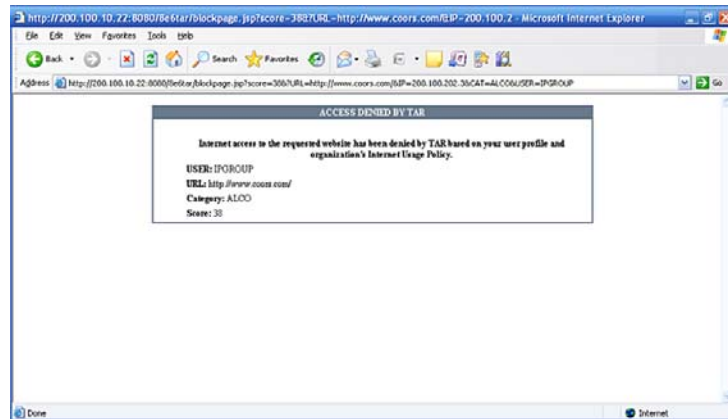 http://200.100.10.22:8080/8e6tar/blockpage.jsp?score=38&URL=http://www.coors.com/&IP=200.100.2 - Microsoft Internet Explorer
File Edit View Favorites Tools Help
Back Search Favorites
Address http://200.100.10.22:8080/8e6tar/blockpage.jsp?score=38&URL=http://www.coors.com/&IP=200.100.202.36&CAT=ALCO&USER=IPGROUP Go
ACCESS DENIED BY TAR
Internet access to the requested website has been denied by TAR based on your user profile and
organization's Internet Usage Policy.
USER: IPGROUP
URL: http://www.coors.com/
Category: ALCO
Score: 38
Done Internet